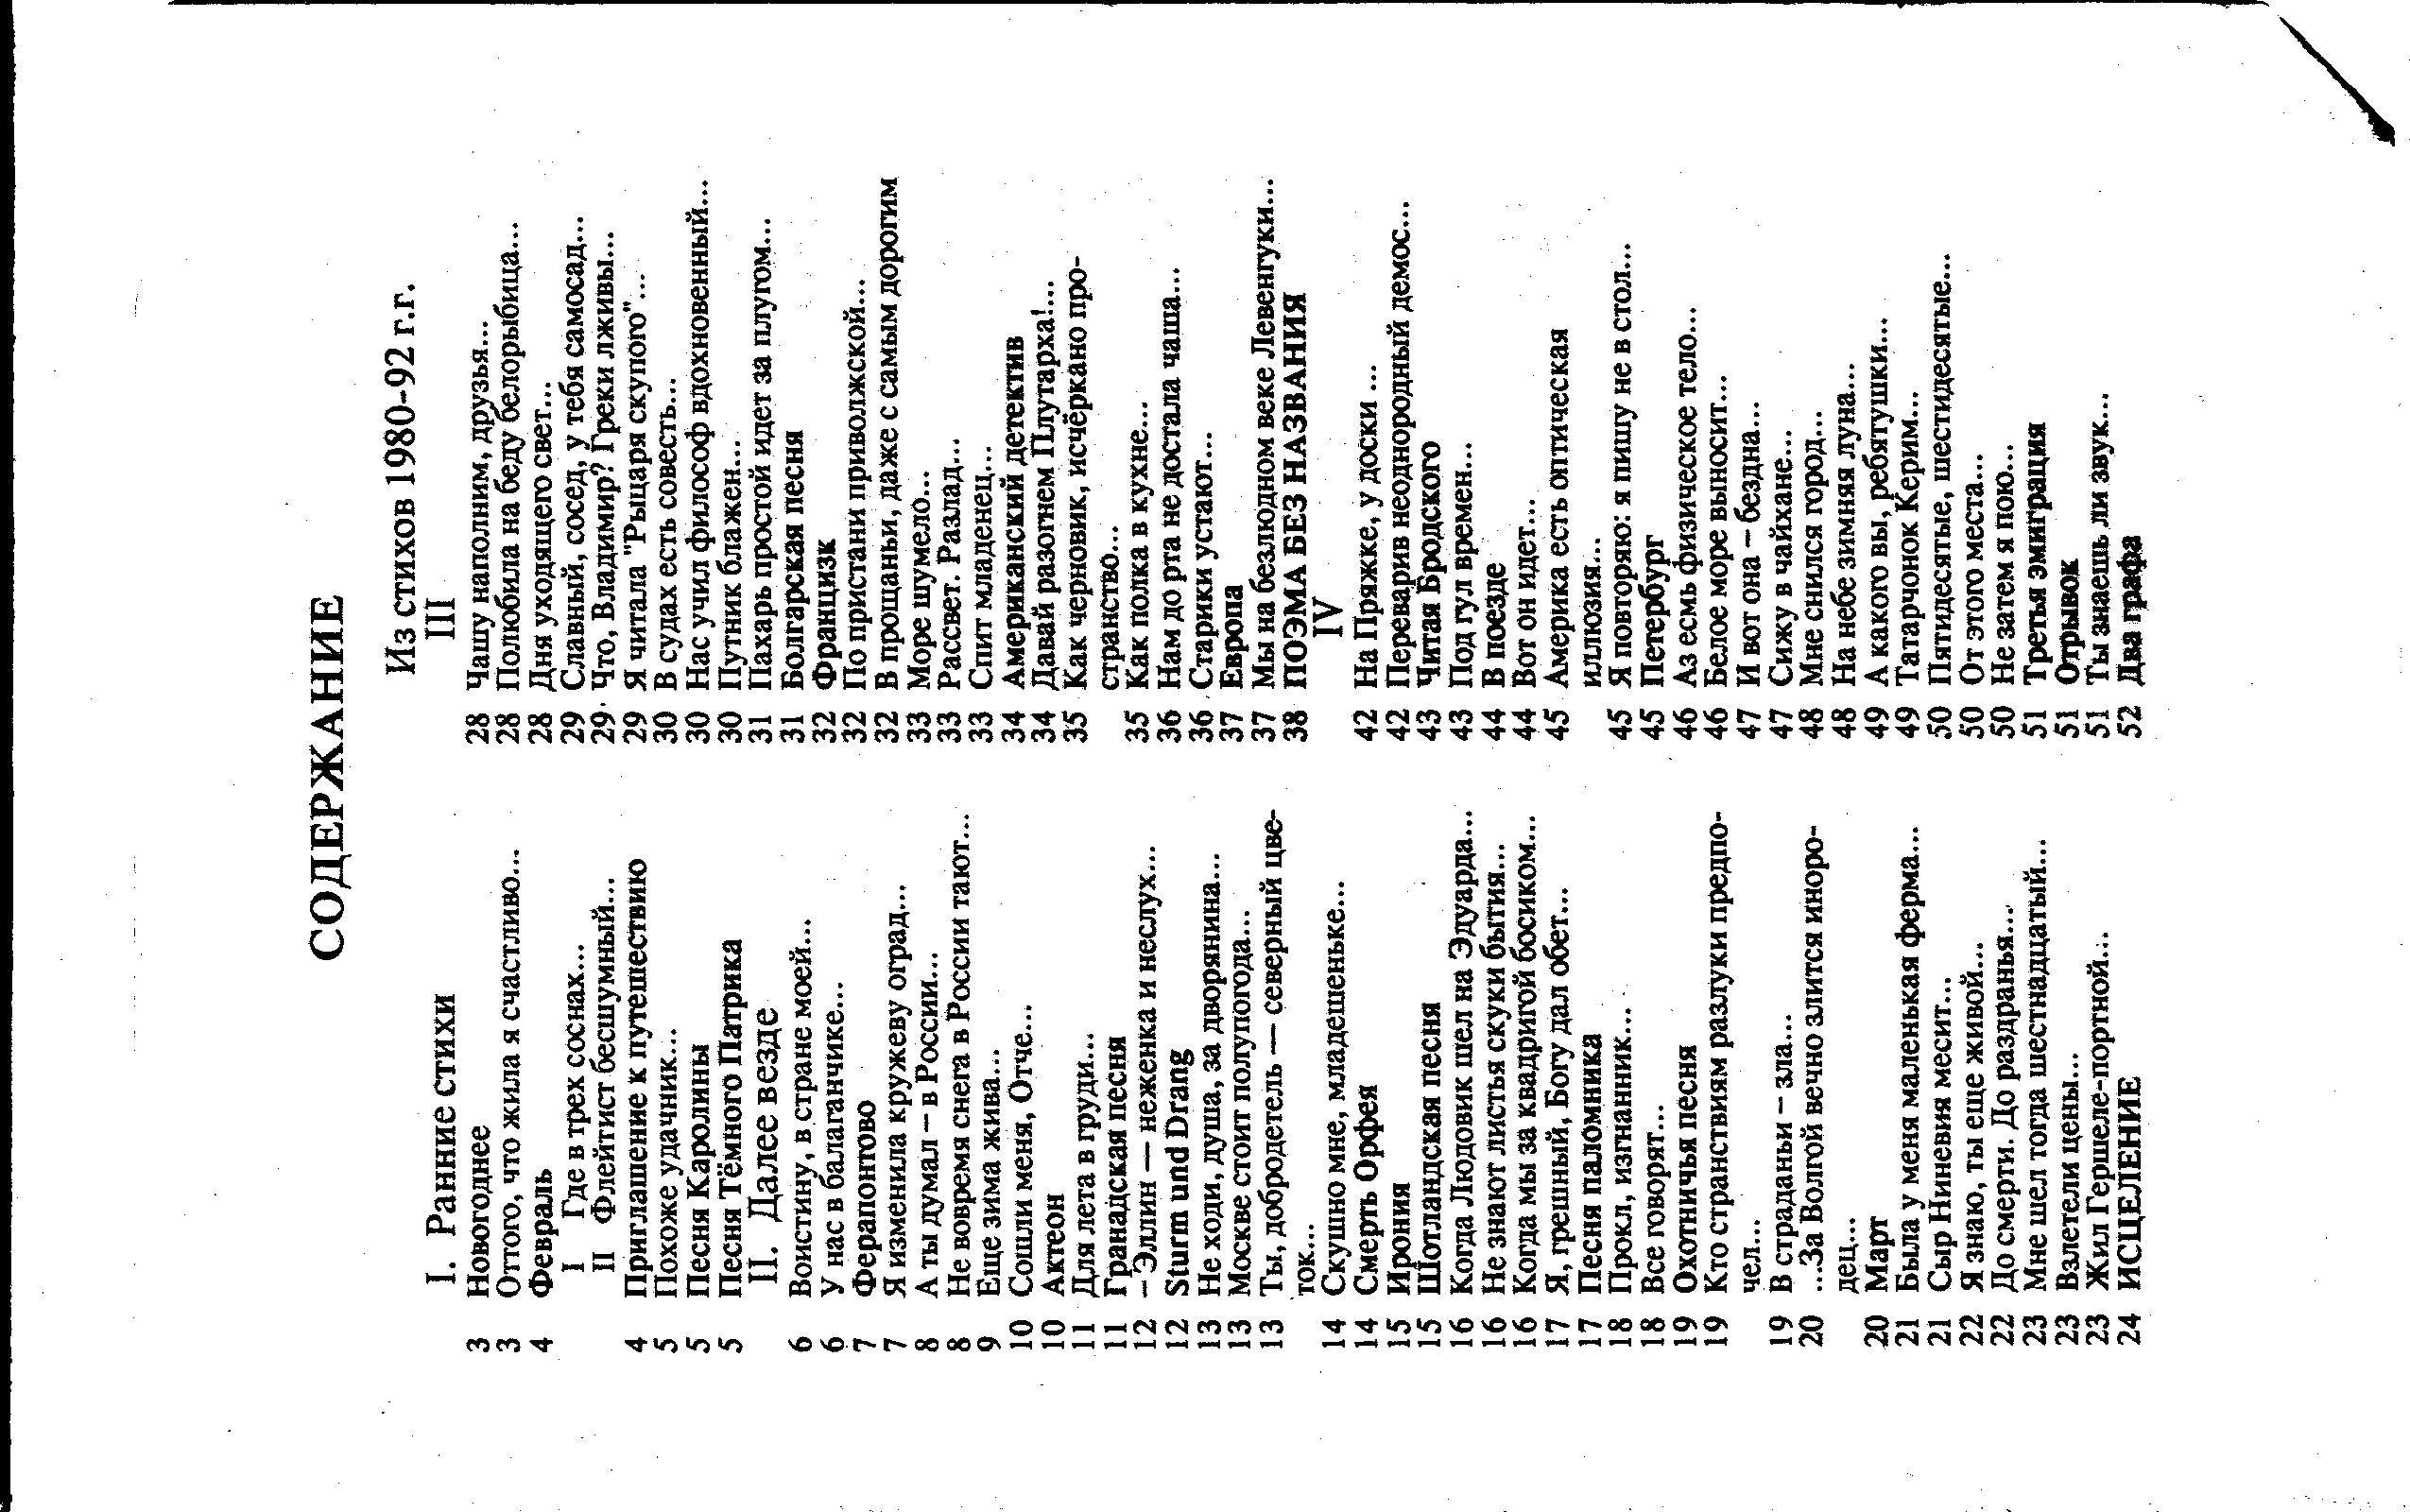 СОДЕРЖАНИЕ
I. Ранние стихи
3 Новогоднее
3 Оттого, что жила я счастливо...
4 Февраль
I Где в трех соснах...
II Флейтист бесшумный...
4 Приглашение к путешествию
5 Похоже удачник...
5 Песня Каролины
5 Песня Тёмного Патрика
II. Далее везде
6 Воистину, в стране моей...
6 У нас в балаганчике...
7 Ферапонтово
7 Я изменила кружеву оград...
8 А ты думал – в России...
8 Не вовремя снега в России тают...
9 Еще зима жива...
10 Сошли меня, Отче...
10 Актеон
11 Для лета в груди...
11 Гранадская песня
12 – Эллин — неженка и неслух...
12 Sturm und Drang
13 Не ходи, душа, за дворянина...
13 Москве стоит полупогода...
13 Ты, добродетель — северный цве-
ток...
14 Скушно мне, младешеньке...
14 Смерть Орфея
15 Ирония
15 Шотландская песня
16 Когда Людовик шел на Эдуарда...
16 Не знают листья скуки бытия...
16 Когда мы за квадригой босиком...
17 Я, грешный, Богу дал обет...
17 Песня паломника
18 Прокл, изгнанник...
18 Все говорят...
19 Охотничья песня
19 Кто странствиям разлуки предпо-
чел...
19 В страданьи – зла...
20 ...За Волгой вечно злится иноро-
дец...
20 Март
21 Была у меня маленькая ферма...
21 Сыр Ниневия месит...
22 Я знаю, ты еще живой...
22 До смерти. До раздранья...
23 Мне шел тогда шестнадцатый...
23 Взлетели цены...
23 Жил Гершеле-портной...
24 ИСЦЕЛЕНИЕ
Из стихов 1980-92 г.г.
III
28 Чашу наполним, друзья...
28 Полюбила на беду белорыбица...
28 Дня уходящего свет...
29 Славный, сосед, у тебя самосад...
29 Что, Владимир? Греки лживы...
29 Я читала "Рыцаря скупого"...
30 В судах есть совесть...
30 Нас учил философ вдохновенный...
30 Путник блажен...
31 Пахарь простой идет за плугом...
31 Болгарская песня
32 Франциск
32 По пристани приволжской...
32 В прощаньи, даже с самым дорогим
33 Море шумело...
33 Рассвет. Разлад...
33 Спит младенец...
34 Американский детектив
34 Давай разогнем Плутарха!...
35 Как черновик, исчёркано про-
странство...
35 Как полка в кухне...
36 Нам до рта не достала чаша...
36 Старики устают...
37 Европа
37 Мы на безлюдном веке Левенгуки...
38 ПОЭМА БЕЗ НАЗВАНИЯ
IV
42 На Пряжке, у доски ...
42 Переварив неоднородный демос...
43 Читая Бродского
43 Под гул времен...
44 В поезде
44 Вот он идет...
45 Америка есть оптическая
иллюзия...
45 Я повторяю: я пишу не в стол...
45 Петербург
46 Аз есмь физическое тело...
46 Белое море выносит...
47 И вот она – бездна...
47 Сижу в чайхане...
48 Мне снился город...
48 На небе зимняя луна...
49 А какого вы, ребятушки...
49 Татарчонок Керим...
50 Пятидесятые, шестидесятые...
50 От этого места...
50 Не затем я пою...
51 Третья эмиграция
51 Отрывок
51 Ты знаешь ли звук...
52 Два графа